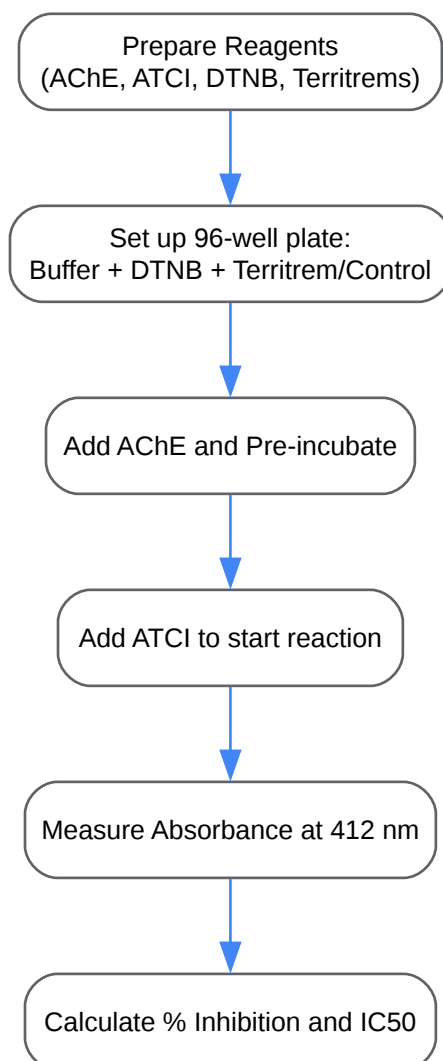 Prepare Reagents
(AChE, ATCI, DTNB, Territrems)
Set up 96-well plate:
Buffer + DTNB + Territrem/Control
Add AChE and Pre-incubate
Add ATCI to start reaction
Measure Absorbance at 412 nm
Calculate % Inhibition and IC50